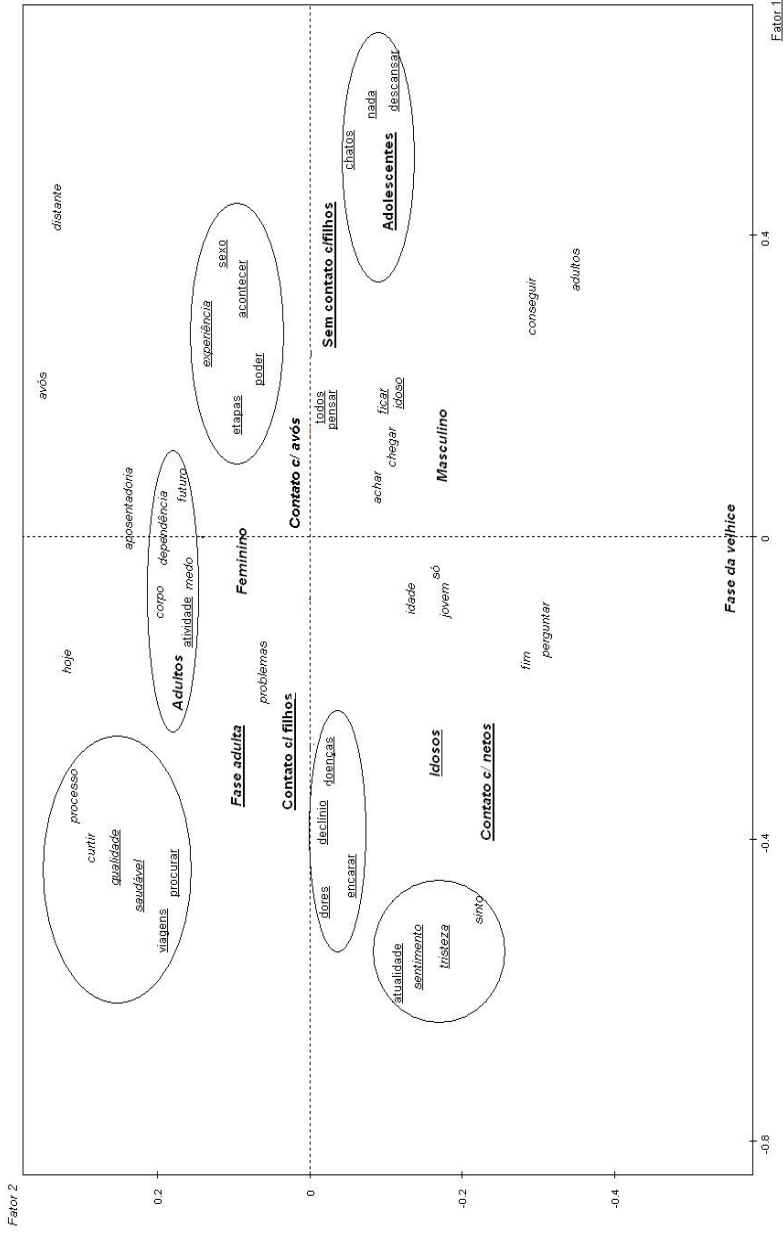 Fator 2
hoje
avós
distante
processo
curtir
qualidade
saudável
viagens
procurar
aposentadoria
corpo
dependência
futuro
atividade
medo
Adultos
experiência
sexo
etapas
acontecer
poder
Fase adulta
problemas
Feminino
Contato c/ filhos
Contato c/ avós
Sem contato c/filhos
todos
pensar
chatos
nada
descansar
Adolescentes
dores
declínio
doenças
encarar
achar
chegar
ficar
idoso
Masculino
idade
só
jovem
Idosos
Contato c/ netos
atualidade
sentimento
tristeza
sinto
fim
perguntar
conseguir
adultos
Fase da velhice
0.2
0
-0.2
-0.4
-0.8
-0.4
0
0.4
Fator 1